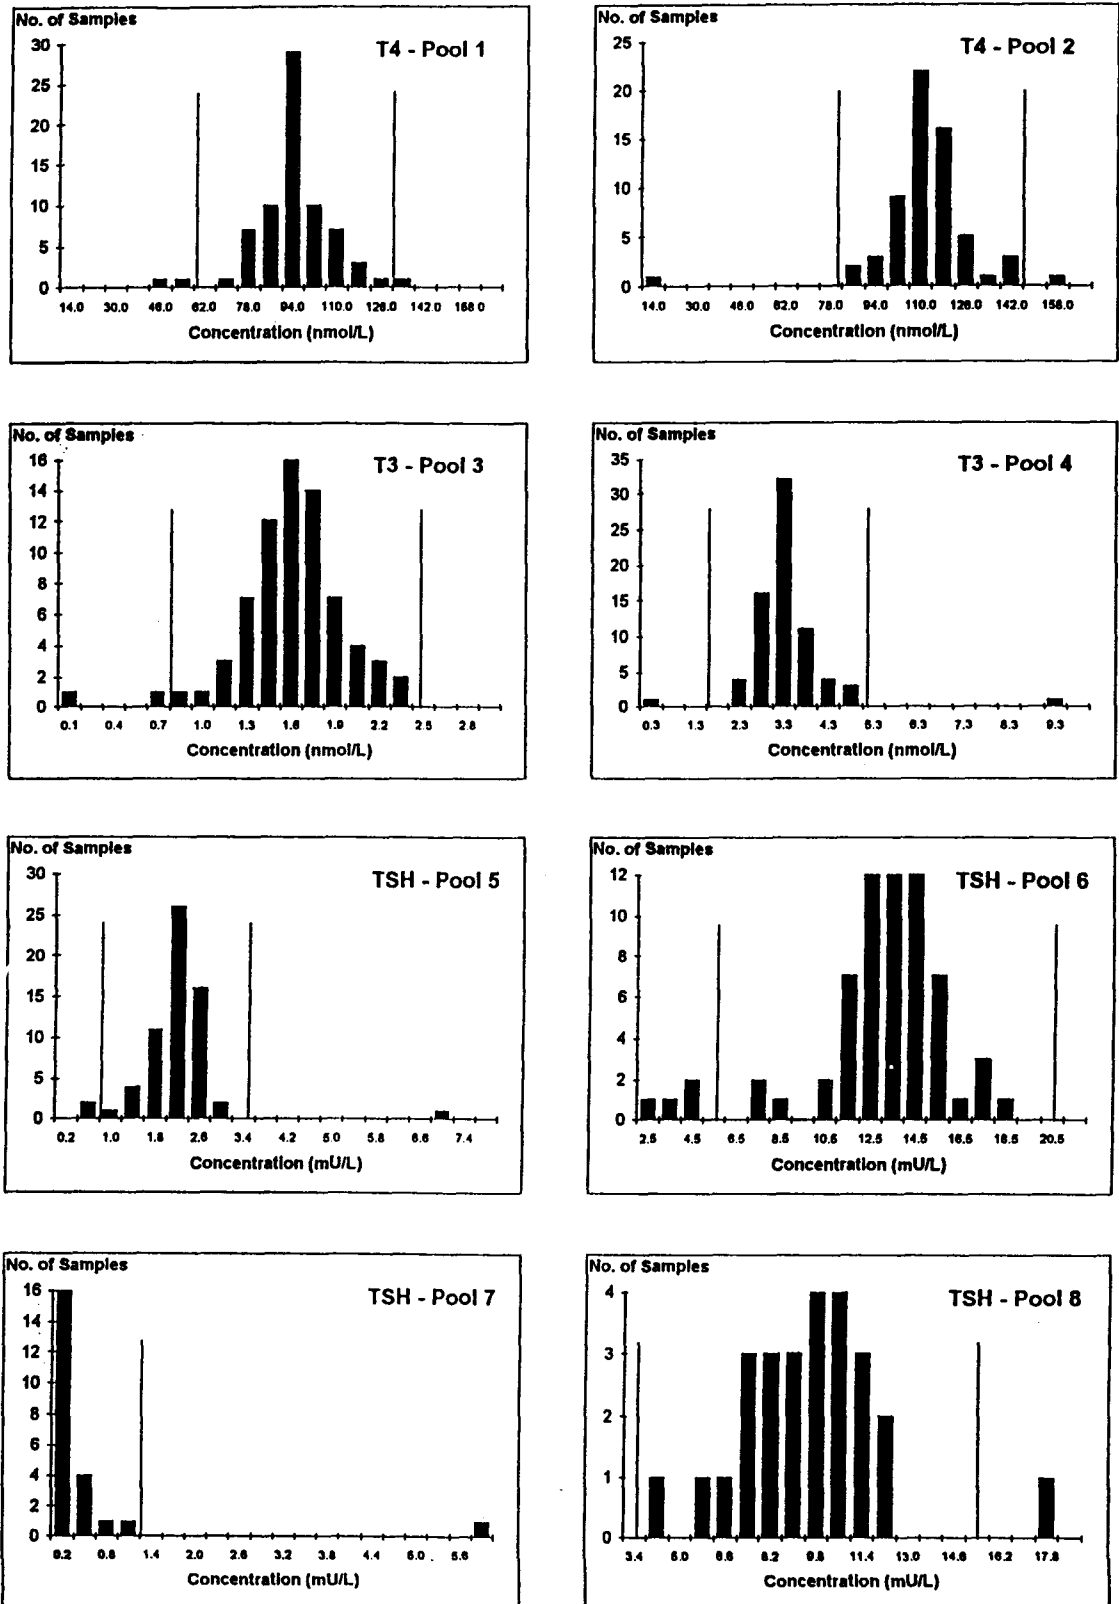 No. of Samples
T4 - Pool 1
30
25
20
15
10
5
0
14.0 30.0 46.0 62.0 78.0 94.0 110.0 126.0 142.0 158.0
Concentration (nmol/L)
No. of Samples
T4 - Pool 2
25
20
15
10
5
0
14.0 30.0 46.0 62.0 78.0 94.0 110.0 126.0 142.0 158.0
Concentration (nmol/L)
No. of Samples
T3 - Pool 3
16
14
12
10
8
6
4
2
0
0.1 0.4 0.7 1.0 1.3 1.6 1.9 2.2 2.5 2.8
Concentration (nmol/L)
No. of Samples
T3 - Pool 4
35
30
25
20
15
10
5
0
0.3 1.3 2.3 3.3 4.3 5.3 6.3 7.3 8.3 9.3
Concentration (nmol/L)
No. of Samples
TSH - Pool 5
30
25
20
15
10
5
0
0.2 1.0 1.8 2.6 3.4 4.2 5.0 5.8 6.6 7.4
Concentration (mU/L)
No. of Samples
TSH - Pool 6
12
10
8
6
4
2
0
2.5 4.5 6.5 8.5 10.5 12.5 14.5 16.5 18.5 20.5
Concentration (mU/L)
No. of Samples
TSH - Pool 7
16
14
12
10
8
6
4
2
0
0.2 0.8 1.4 2.0 2.6 3.2 3.8 4.4 5.0 5.6
Concentration (mU/L)
No. of Samples
TSH - Pool 8
4
3
2
1
0
3.4 5.0 6.6 8.2 9.8 11.4 13.0 14.6 16.2 17.8
Concentration (mU/L)